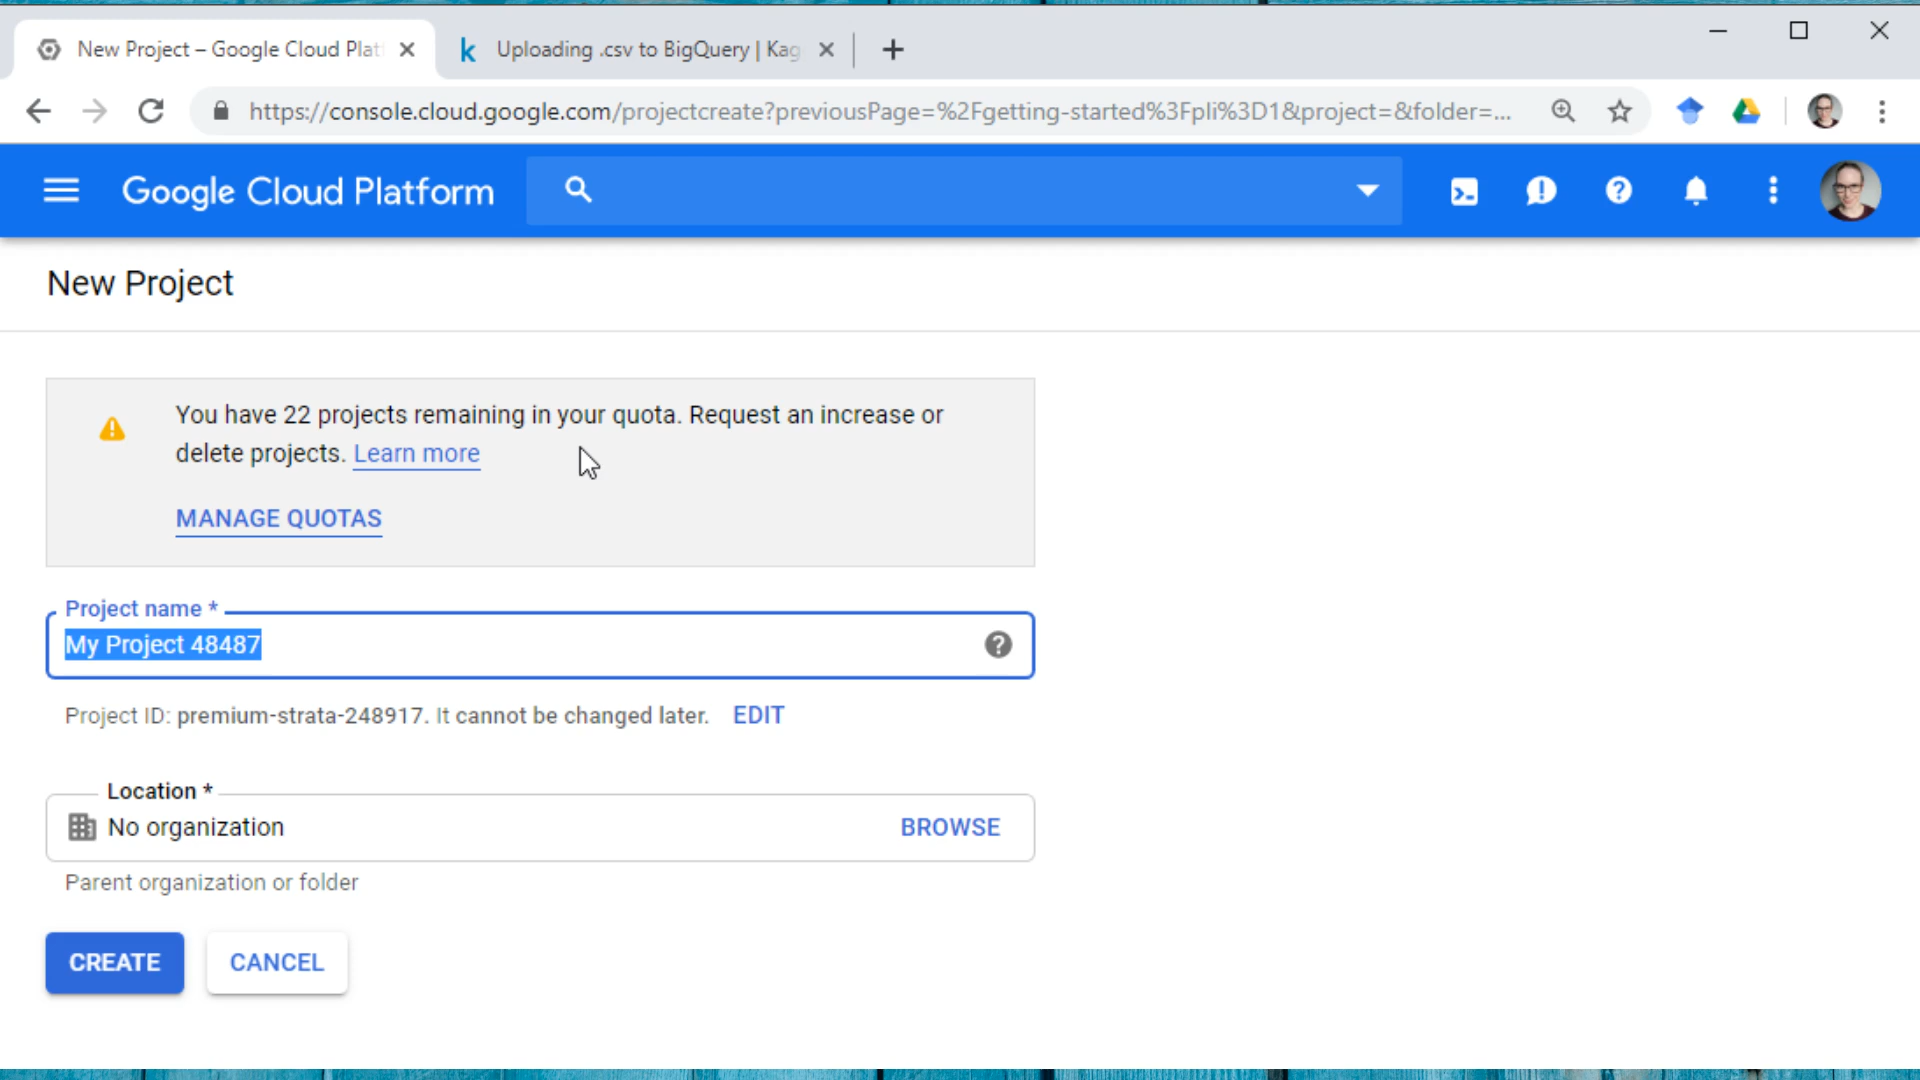 New Project – Google Cloud Plat
Uploading .csv to BigQuery | Kag
https://console.cloud.google.com/projectcreate?previousPage=%2Fgetting-started%3Fpli%3D1&project=&folder=...
Google Cloud Platform
New Project
You have 22 projects remaining in your quota. Request an increase or
delete projects. Learn more
MANAGE QUOTAS
Project name *
My Project 48487
Project ID: premium-strata-248917. It cannot be changed later. EDIT
Location *
No organization BROWSE
Parent organization or folder
CREATE CANCEL